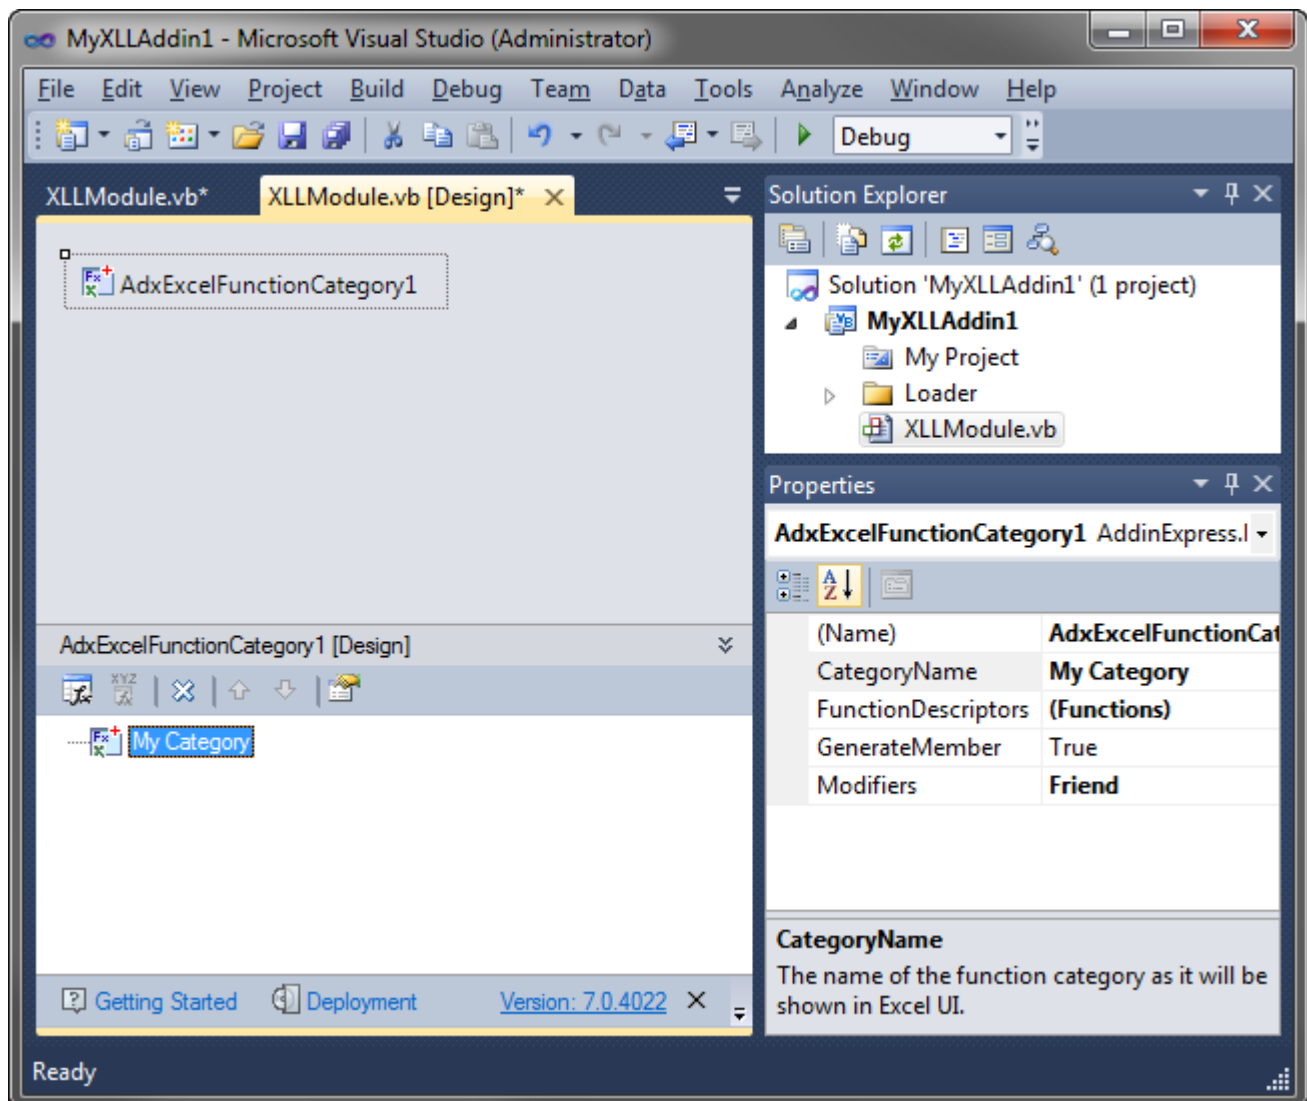 MyXLLAddin1 - Microsoft Visual Studio (Administrator)
File Edit View Project Build Debug Team Data Tools Analyze Window Help
Debug
XLLModule.vb*
XLLModule.vb [Design]*
AdxExcelFunctionCategory1
AdxExcelFunctionCategory1 [Design]
My Category
Getting Started Deployment Version: 7.0.4022
Solution Explorer
Solution 'MyXLLAddin1' (1 project)
MyXLLAddin1
My Project
Loader
XLLModule.vb
Properties
AdxExcelFunctionCategory1 AddinExpress.
(Name) AdxExcelFunctionCat
CategoryName My Category
FunctionDescriptors (Functions)
GenerateMember True
Modifiers Friend
CategoryName
The name of the function category as it will be
shown in Excel UI.
Ready